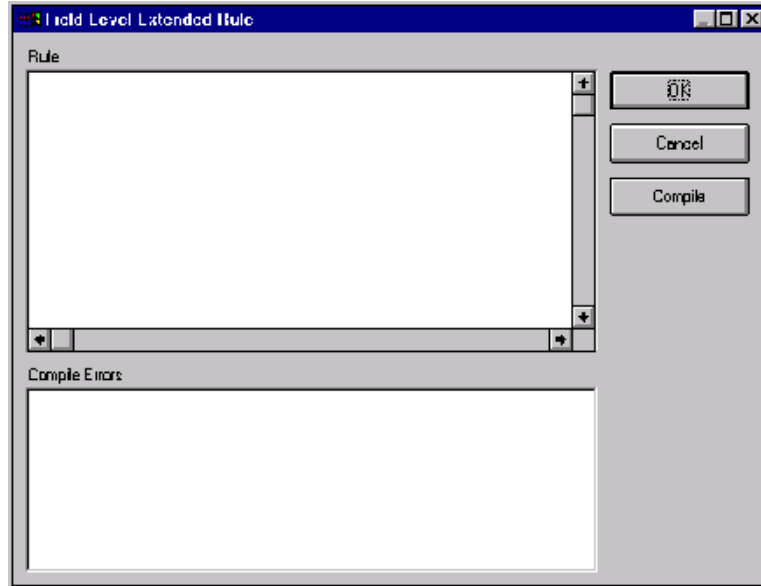 Field Level Extended Rule
Rule
OK
Cancel
Compile
Compile Errors